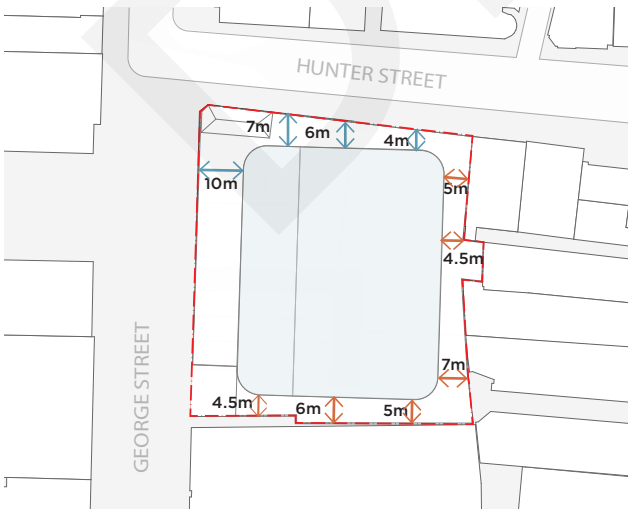 HUNTER STREET
7m
6m
4m
10m
5m
4.5m
7m
4.5m
6m
5m
GEORGE STREET